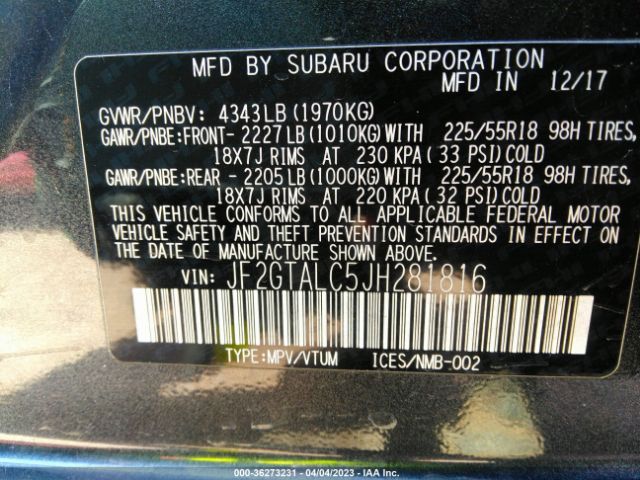 MFD BY SUBARU CORPORATION
MFD IN 12/17
GVWR/PNBV: 4343LB (1970KG)
GAWR/PNBE:FRONT- 2227LB(1010KG)WITH 225/55R18 98H TIRES,
18X7J RIMS AT 230 KPA( 33 PSI)COLD
GAWR/PNBE:REAR - 2205LB(1000KG)WITH 225/55R18 98H TIRES,
18X7J RIMS AT 220 KPA( 32 PSI)COLD
THIS VEHICLE CONFORMS TO ALL APPLICABLE FEDERAL MOTOR
VEHICLE SAFETY AND THEFT PREVENTION STANDARDS IN EFFECT ON
THE DATE OF MANUFACTURE SHOWN ABOVE.
VIN: JF2GTALC5JH281816
TYPE:MPV/VTUM ICES/NMB-002
000-36273231 - 04/04/2023 - IAA Inc.